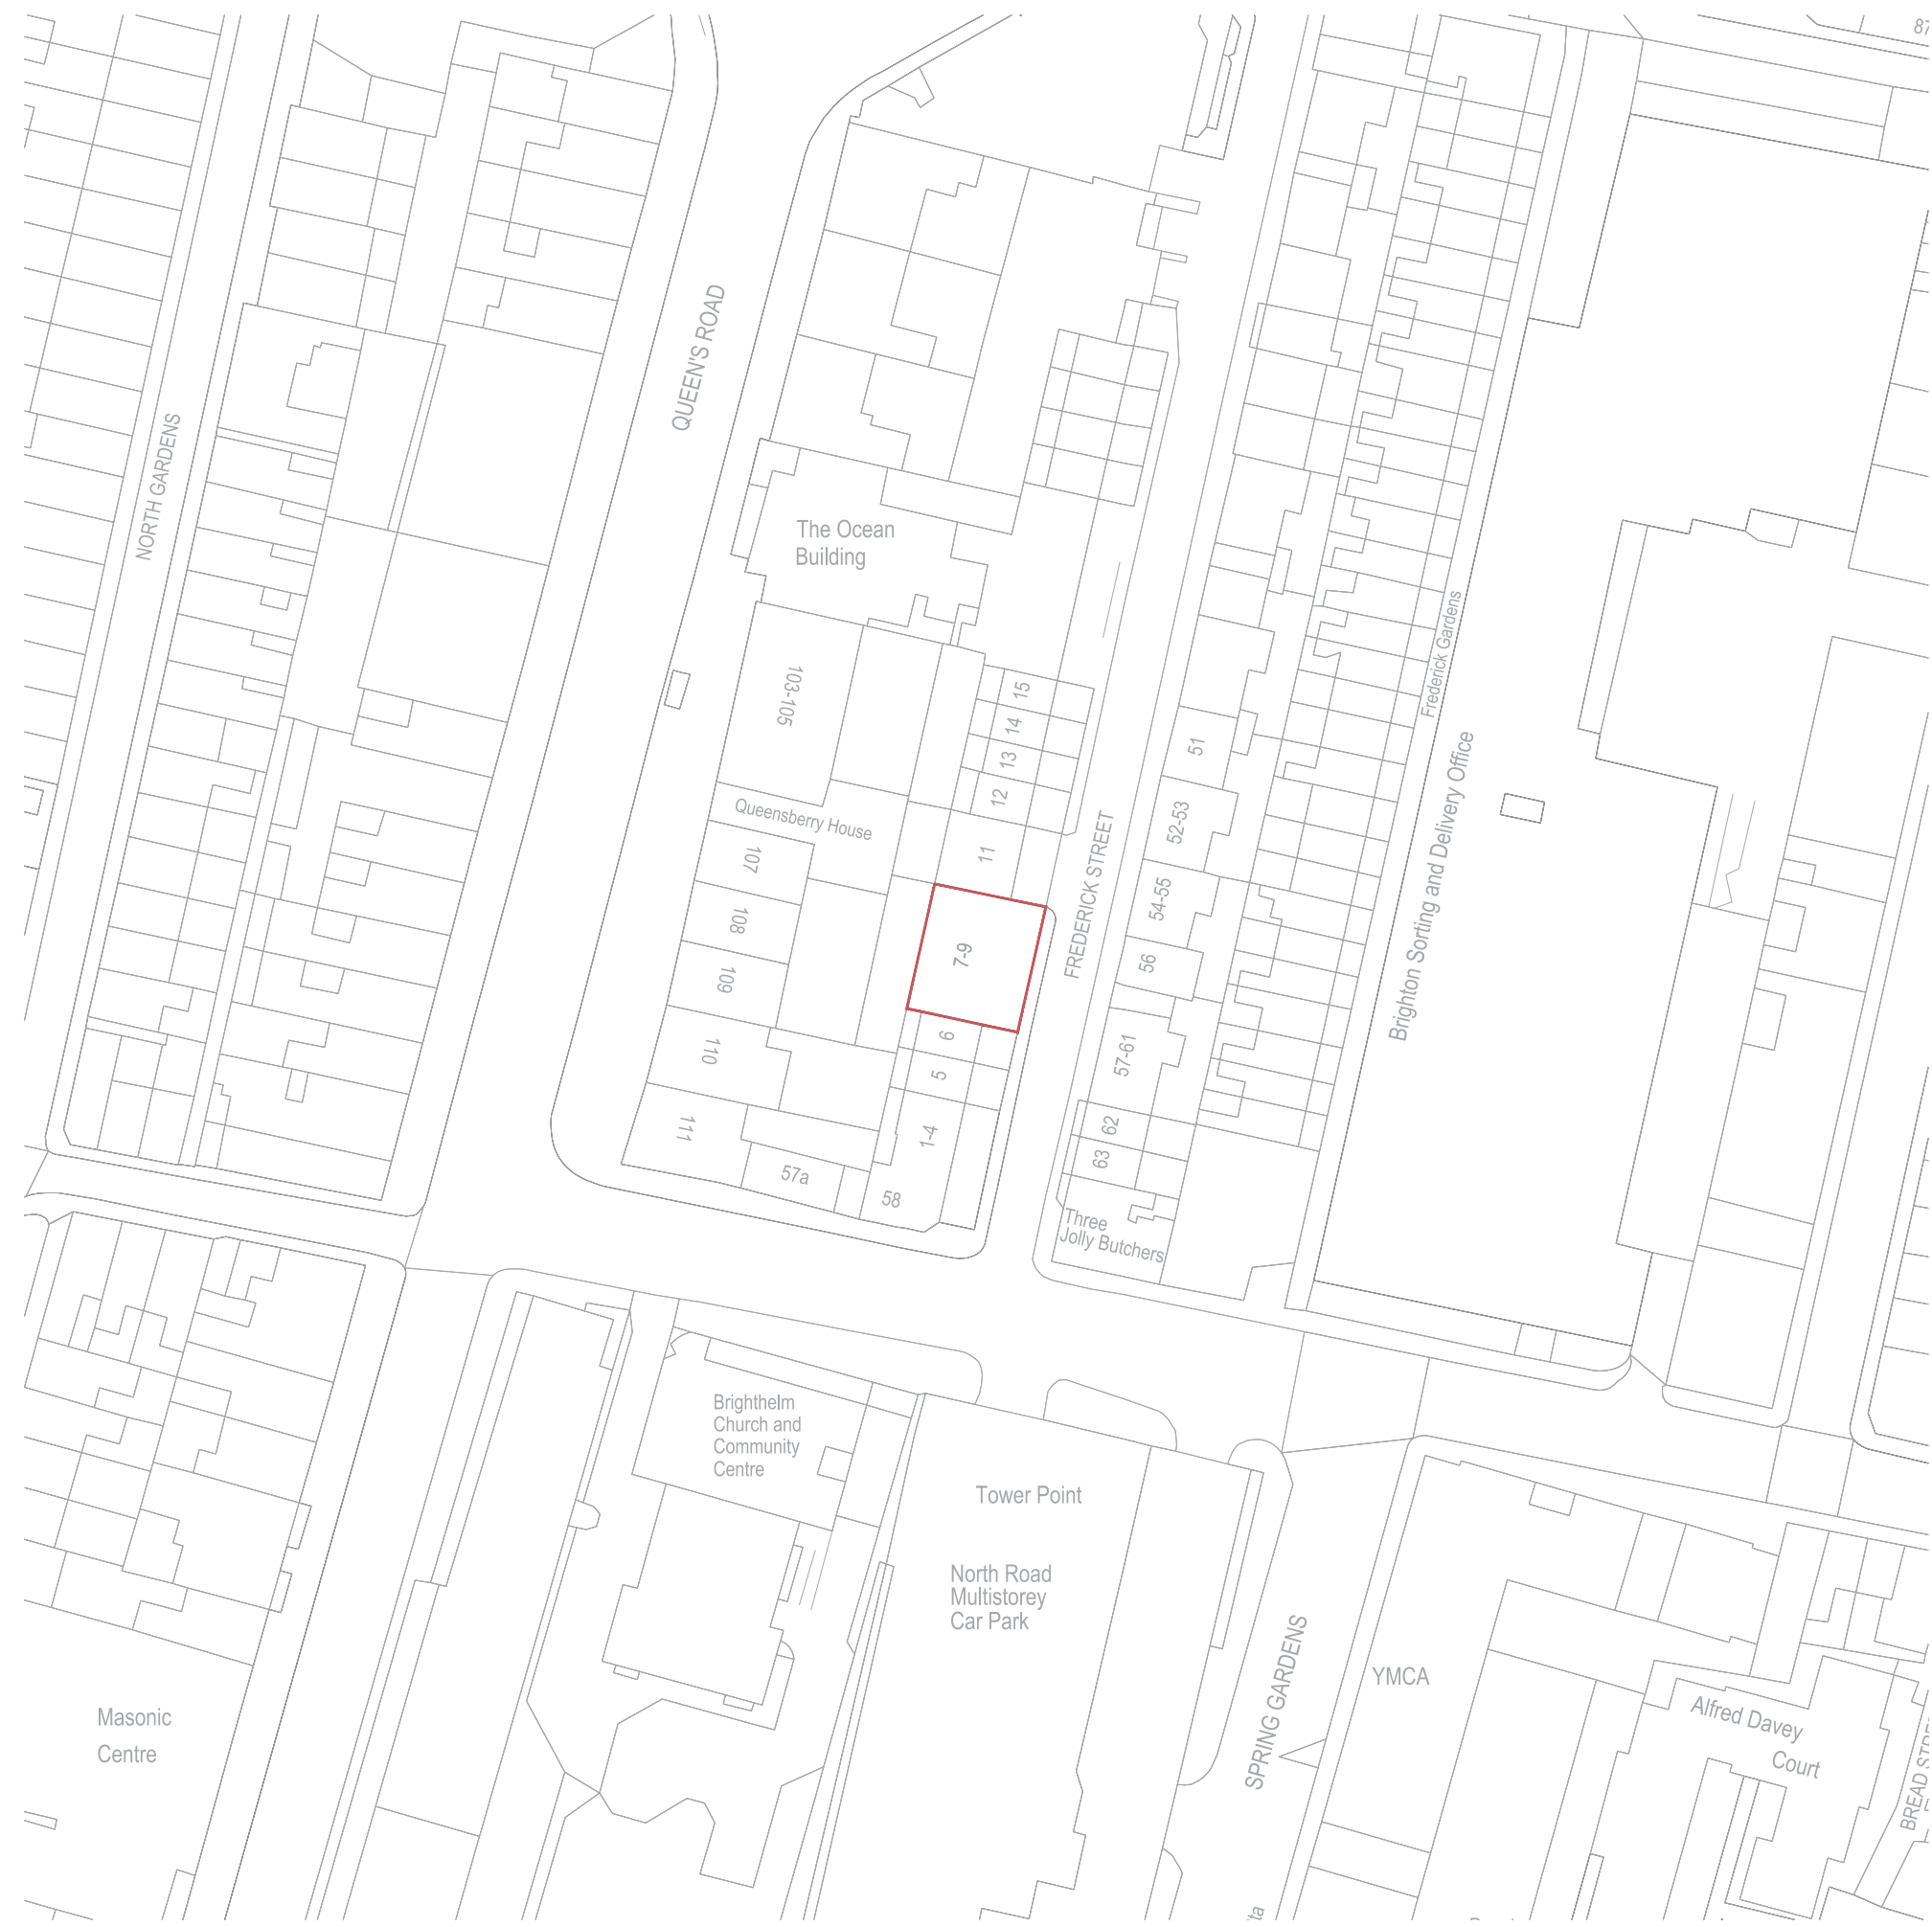 87
QUEEN'S ROAD
NORTH GARDENS
The Ocean
Building
Frederick Gardens
103-105
15
14
13
12
51
52-53
Queensberry House
107
11
FREDERICK STREET
54-55
Brighton Sorting and Delivery Office
108
7-9
56
109
6
57-61
110
5
111
1-4
62
63
57a
58
Three
Jolly Butchers
Brighthelm
Church and
Community
Centre
Tower Point
North Road
Multistorey
Car Park
SPRING GARDENS
YMCA
Masonic
Centre
Alfred Davey
Court
BREAD